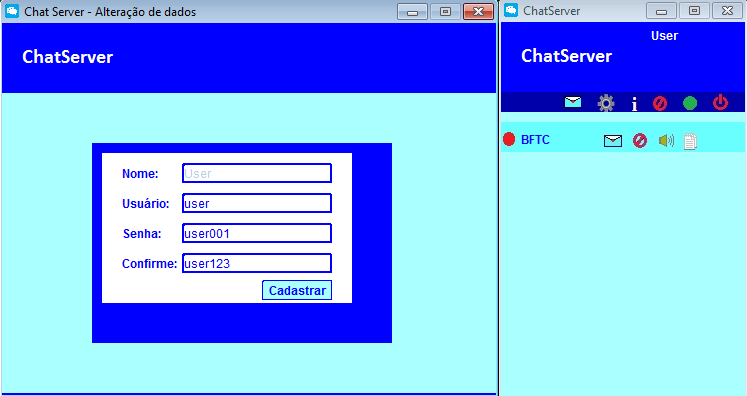 Chat Server - Alteração de dados
ChatServer
Nome: User
Usuário: user
Senha: user001
Confirme: user123
Cadastrar
ChatServer
User
ChatServer
i
BFTC